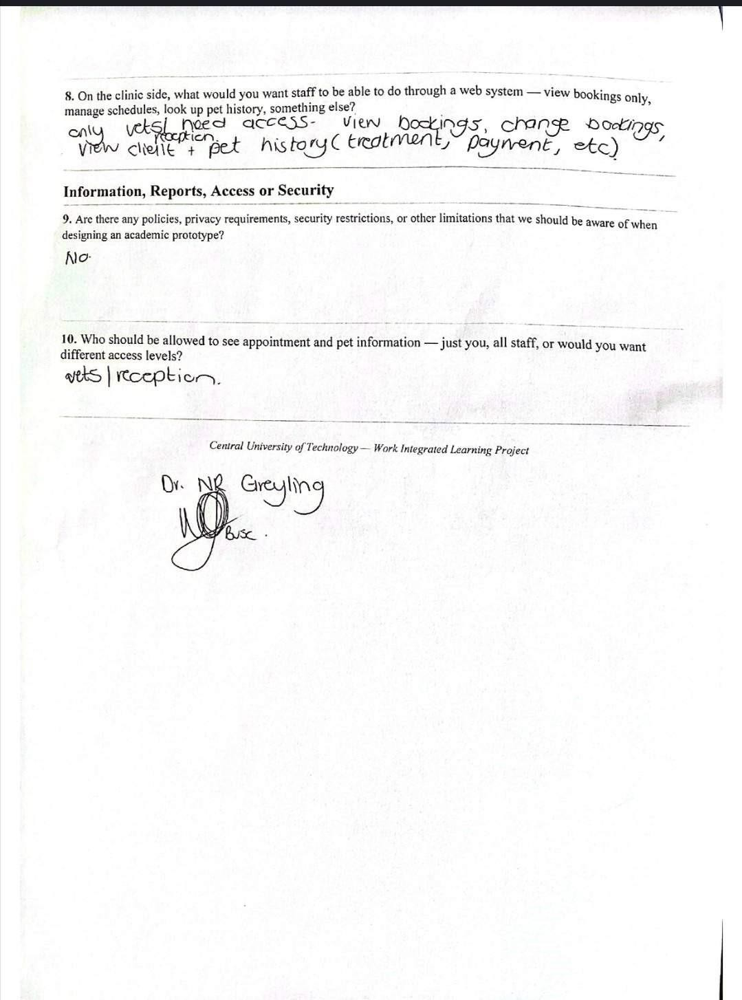 8. On the clinic side, what would you want staff to be able to do through a web system — view bookings only,
manage schedules, look up pet history, something else?
only vets/ need access- view bookings, change bookings,
reception.
view client + pet history (treatment, payment, etc)
Information, Reports, Access or Security
9. Are there any policies, privacy requirements, security restrictions, or other limitations that we should be aware of when
designing an academic prototype?
No.
10. Who should be allowed to see appointment and pet information — just you, all staff, or would you want
different access levels?
vets | reception.
Central University of Technology — Work Integrated Learning Project
Dr. NR Greyling
BVSC .